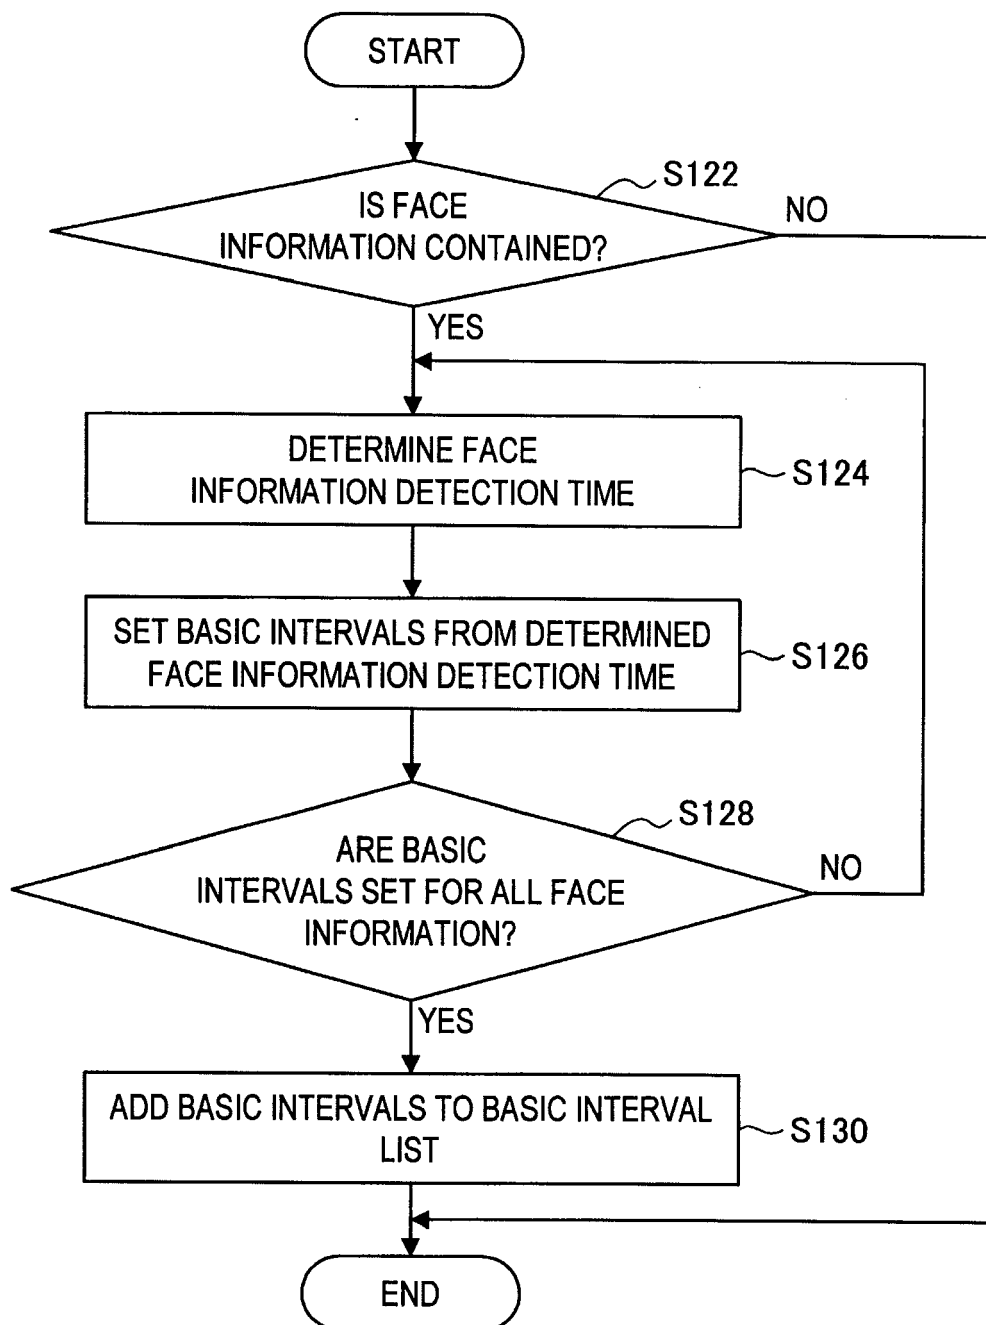 START
S122
IS FACE
INFORMATION CONTAINED?
NO
YES
DETERMINE FACE
INFORMATION DETECTION TIME
S124
SET BASIC INTERVALS FROM DETERMINED
FACE INFORMATION DETECTION TIME
S126
S128
ARE BASIC
INTERVALS SET FOR ALL FACE
INFORMATION?
NO
YES
ADD BASIC INTERVALS TO BASIC INTERVAL
LIST
S130
END